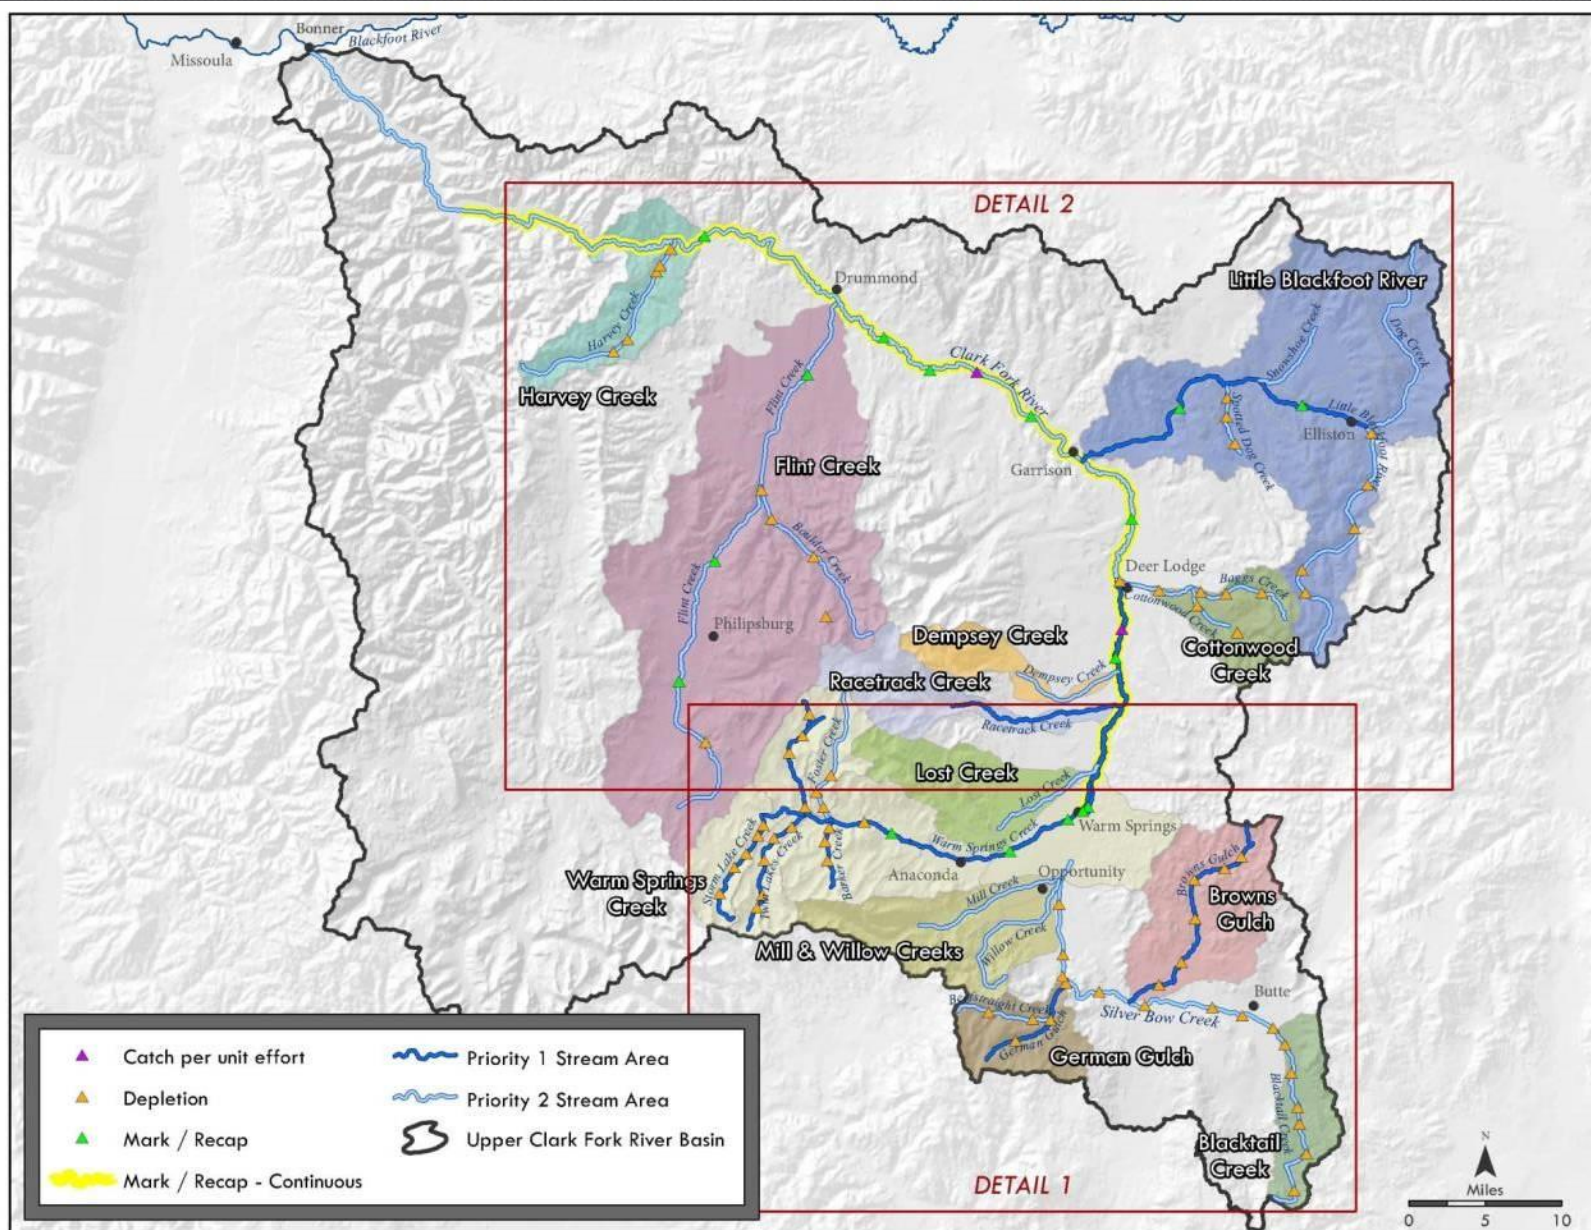 Bonner
Blackfoot River
Missoula
DETAIL 2
Little Blackfoot River
Drummond
Snowshoe Creek
Dog Creek
Harvey Creek
Clark Fork River
Harvey Creek
Flint Creek
Little Blackfoot River
Elliston
Spotted Dog Creek
Flint Creek
Garrison
Boulder Creek
Deer Lodge
Baggs Creek
Cottonwood Creek
Flint Creek
Philipsburg
Dempsey Creek
Cottonwood
Creek
Dempsey Creek
Racetrack Creek
Racetrack Creek
Foster Creek
Lost Creek
Lost Creek
Warm Springs
Warm Springs Creek
Storm Lake Creek
Twin Lakes Creek
Barker Creek
Anaconda
Opportunity
Browns Gulch
Warm Springs
Creek
Mill Creek
Browns
Gulch
Willow Creek
Mill & Willow Creeks
Butte
Beefstraight Creek
Silver Bow Creek
German Gulch
German Gulch
Blacktail Creek
Blacktail
Creek
DETAIL 1
Catch per unit effort
Depletion
Mark / Recap
Mark / Recap - Continuous
Priority 1 Stream Area
Priority 2 Stream Area
Upper Clark Fork River Basin
N
Miles
0 5 10